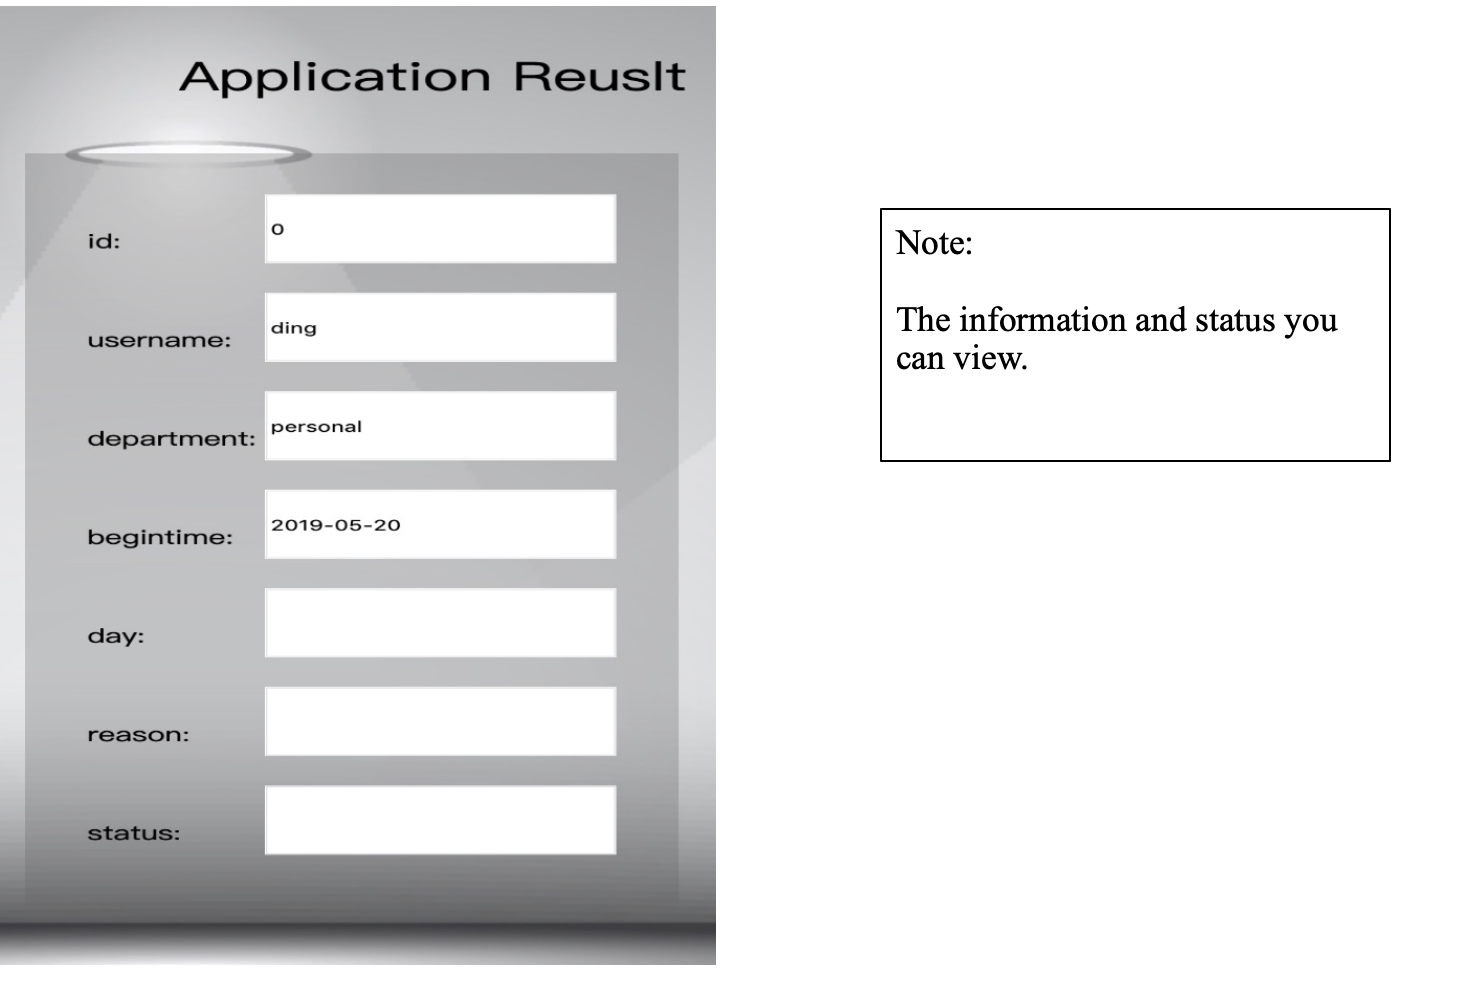 Application Reuslt
id: 0
username: ding
department: personal
begintime: 2019-05-20
day:
reason:
status:
Note:
The information and status you
can view.